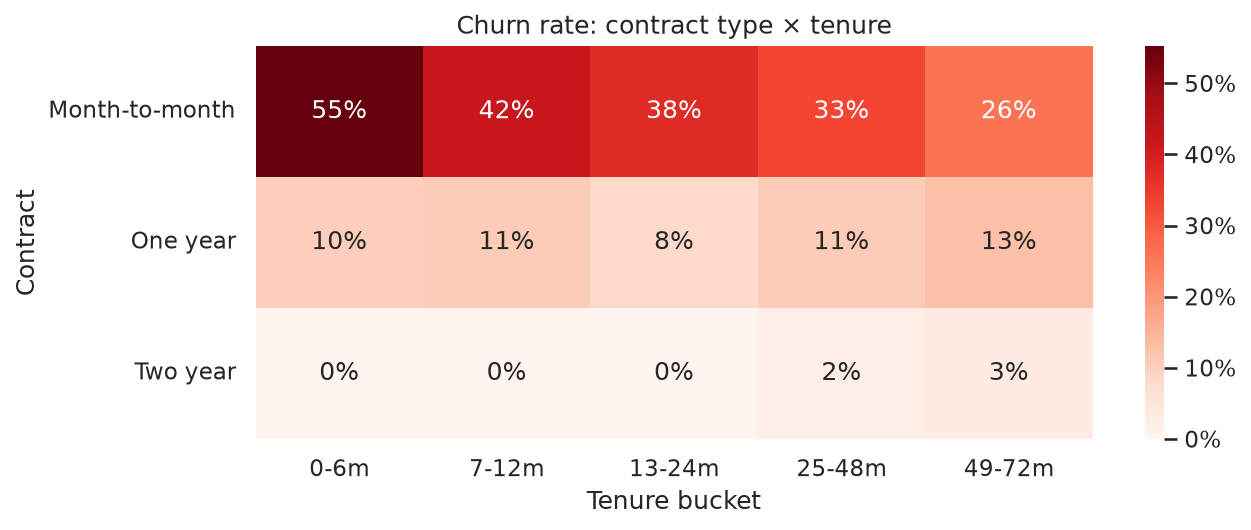 Churn rate: contract type × tenure
Contract
Month-to-month 55% 42% 38% 33% 26%
One year 10% 11% 8% 11% 13%
Two year 0% 0% 0% 2% 3%
0-6m 7-12m 13-24m 25-48m 49-72m
Tenure bucket
50%
40%
30%
20%
10%
0%